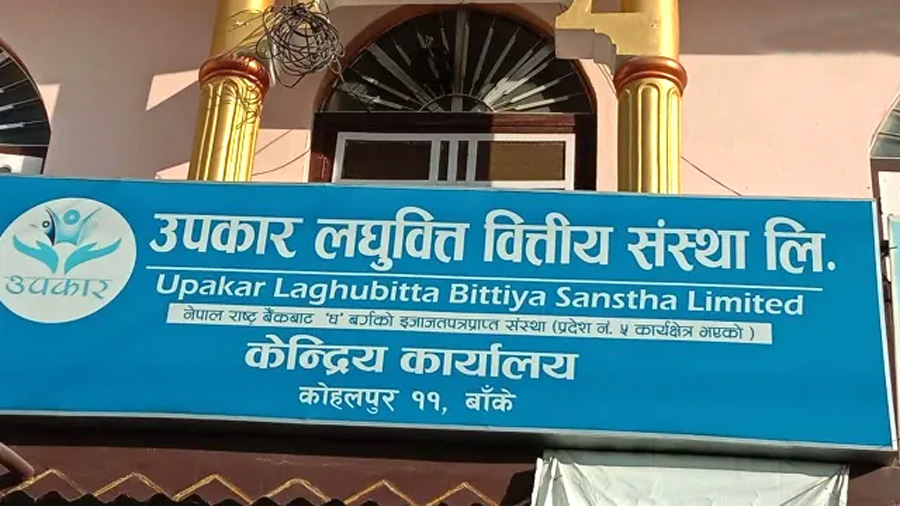 उपकार
उपकार लघुवित्त वित्तीय संस्था लि.
Upakar Laghubitta Bittiya Sanstha Limited
नेपाल राष्ट्र बैंकबाट 'घ' बर्गको इजाजतपत्रप्राप्त संस्था (प्रदेश नं. ५ कार्यक्षेत्र भएको)
केन्द्रिय कार्यालय
कोहलपुर ११, बाँके